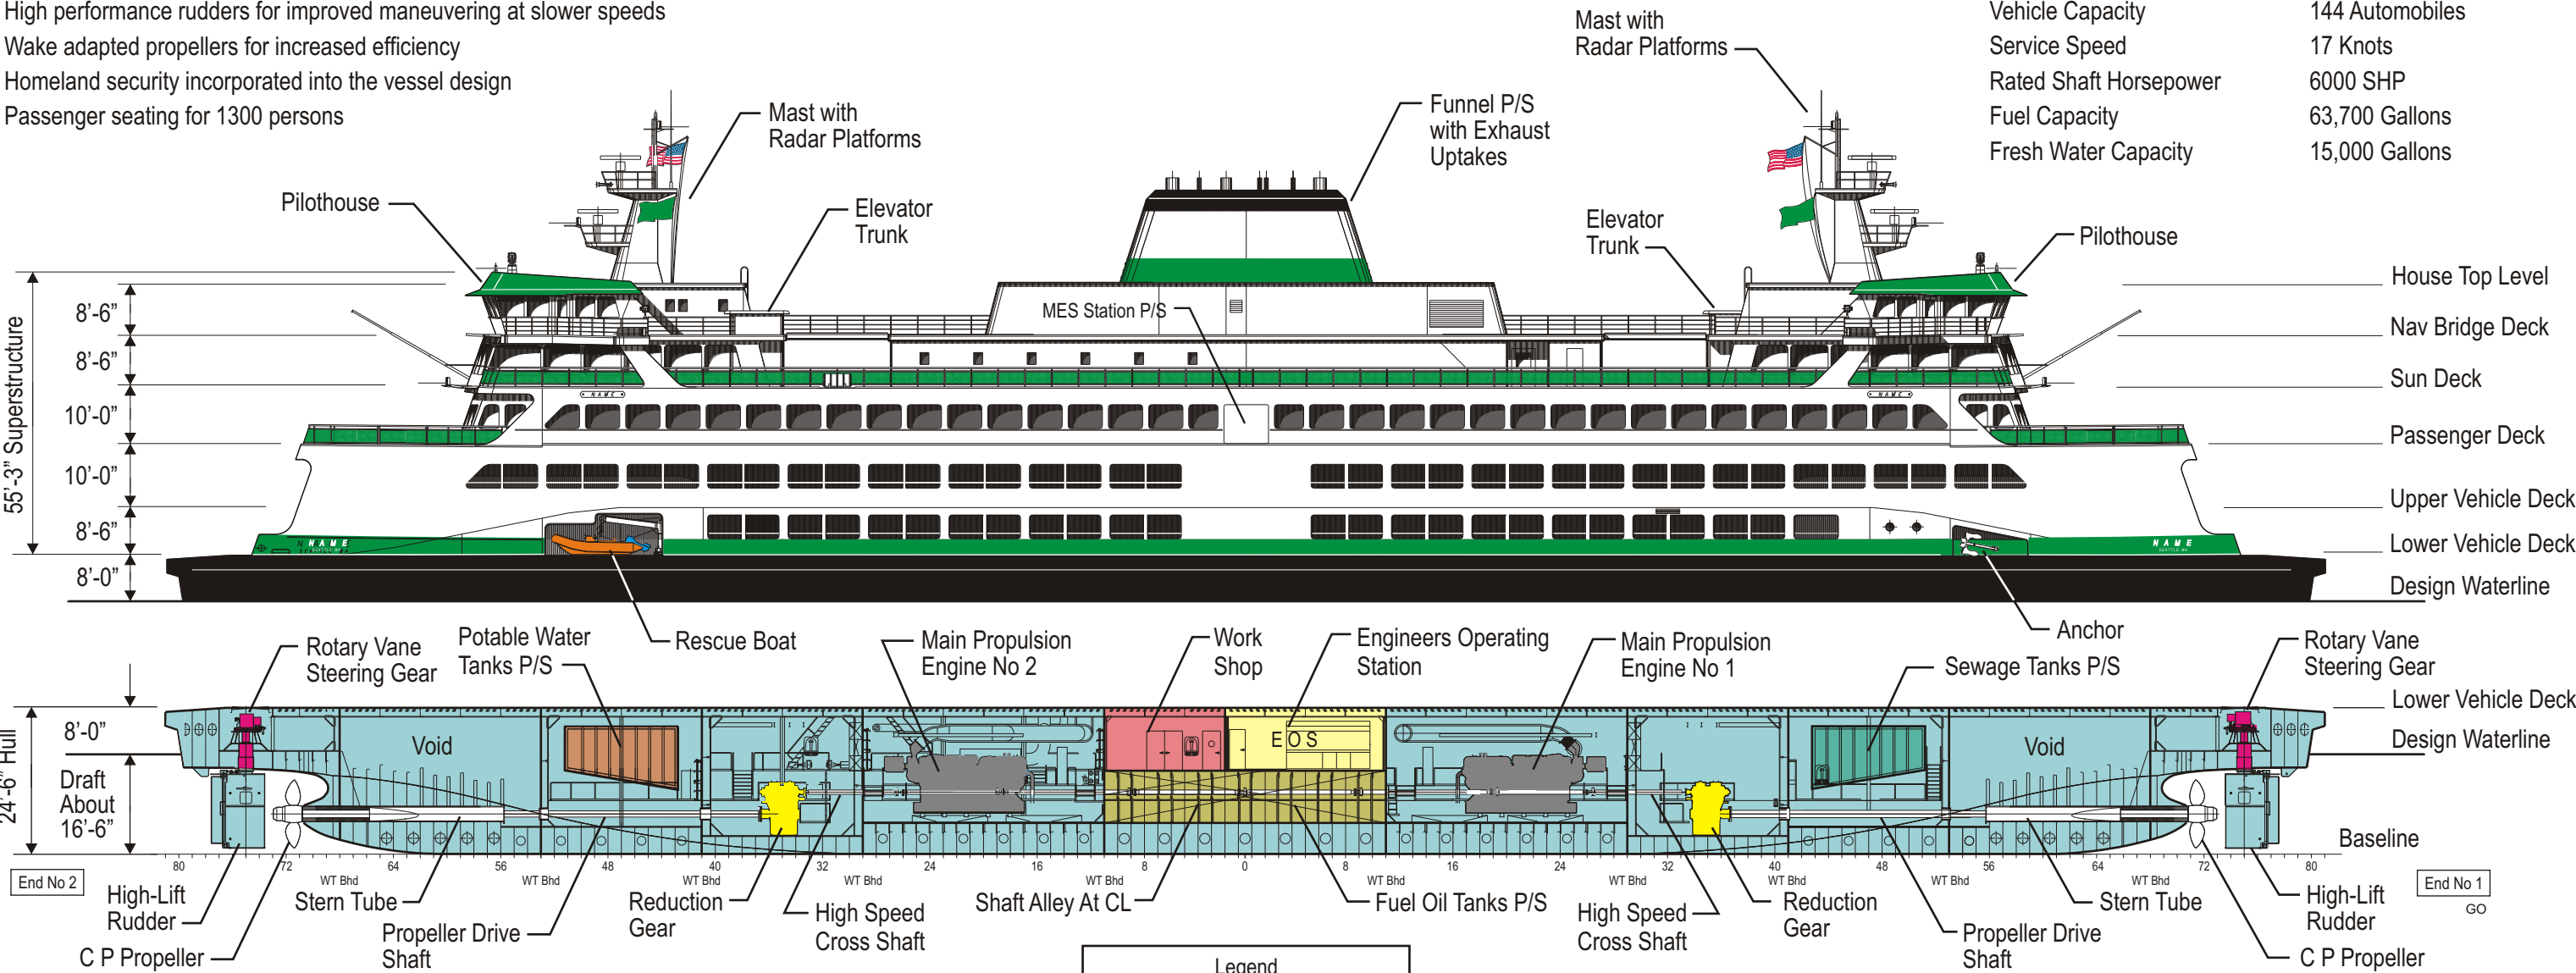 High performance rudders for improved maneuvering at slower speeds
Wake adapted propellers for increased efficiency
Homeland security incorporated into the vessel design
Passenger seating for 1300 persons
Vehicle Capacity 144 Automobiles
Service Speed 17 Knots
Rated Shaft Horsepower 6000 SHP
Fuel Capacity 63,700 Gallons
Fresh Water Capacity 15,000 Gallons
Mast with
Radar Platforms
Mast with
Radar Platforms
Funnel P/S
with Exhaust
Uptakes
Pilothouse
Elevator
Trunk
Elevator
Trunk
Pilothouse
MES Station P/S
House Top Level
Nav Bridge Deck
Sun Deck
Passenger Deck
Upper Vehicle Deck
Lower Vehicle Deck
Design Waterline
55'-3" Superstructure
8'-6"
8'-6"
10'-0"
10'-0"
8'-6"
8'-0"
NAME
NAME
NAME
NAME
SEATTLE WA
Rescue Boat
Anchor
Rotary Vane
Steering Gear
Potable Water
Tanks P/S
Main Propulsion
Engine No 2
Work
Shop
Engineers Operating
Station
Main Propulsion
Engine No 1
Sewage Tanks P/S
Rotary Vane
Steering Gear
Lower Vehicle Deck
Design Waterline
Baseline
24'-6" Hull
8'-0"
Draft
About
16'-6"
Void
EOS
Void
80 72 64 56 48 40 32 24 16 8 0 8 16 24 32 40 48 56 64 72 80
WT Bhd WT Bhd WT Bhd WT Bhd WT Bhd WT Bhd WT Bhd WT Bhd WT Bhd WT Bhd
End No 2
End No 1
GO
High-Lift
Rudder
C P Propeller
Stern Tube
Propeller Drive
Shaft
Reduction
Gear
High Speed
Cross Shaft
Shaft Alley At CL
Fuel Oil Tanks P/S
High Speed
Cross Shaft
Reduction
Gear
Propeller Drive
Shaft
Stern Tube
High-Lift
Rudder
C P Propeller
Legend